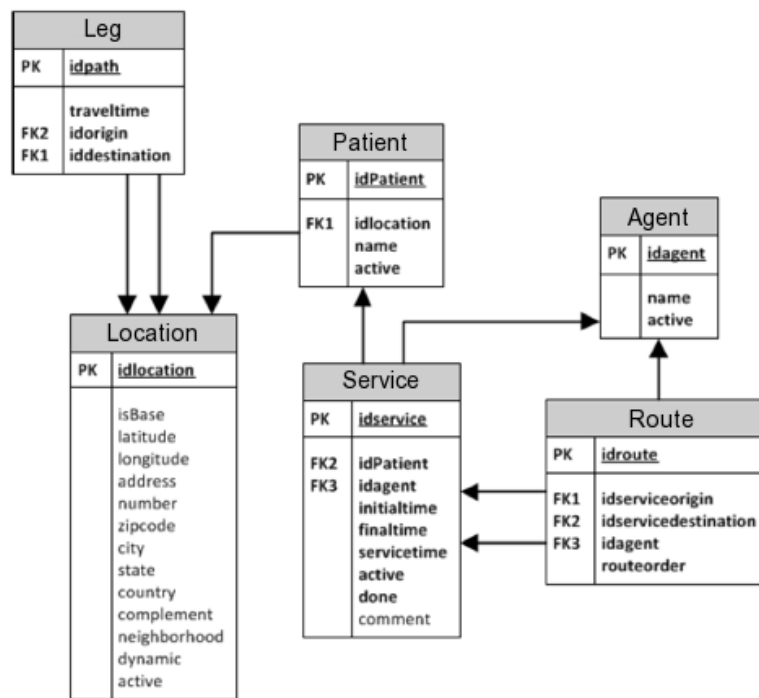 Leg
PK idpath
traveltime
FK2 idorigin
FK1 iddestination
Patient
PK idPatient
FK1 idlocation
name
active
Agent
PK idagent
name
active
Location
PK idlocation
isBase
latitude
longitude
address
number
zipcode
city
state
country
complement
neighborhood
dynamic
active
Service
PK idservice
FK2 idPatient
FK3 idagent
initialtime
finaltime
servicetime
active
done
comment
Route
PK idroute
FK1 idserviceorigin
FK2 idservicedestination
FK3 idagent
routeorder